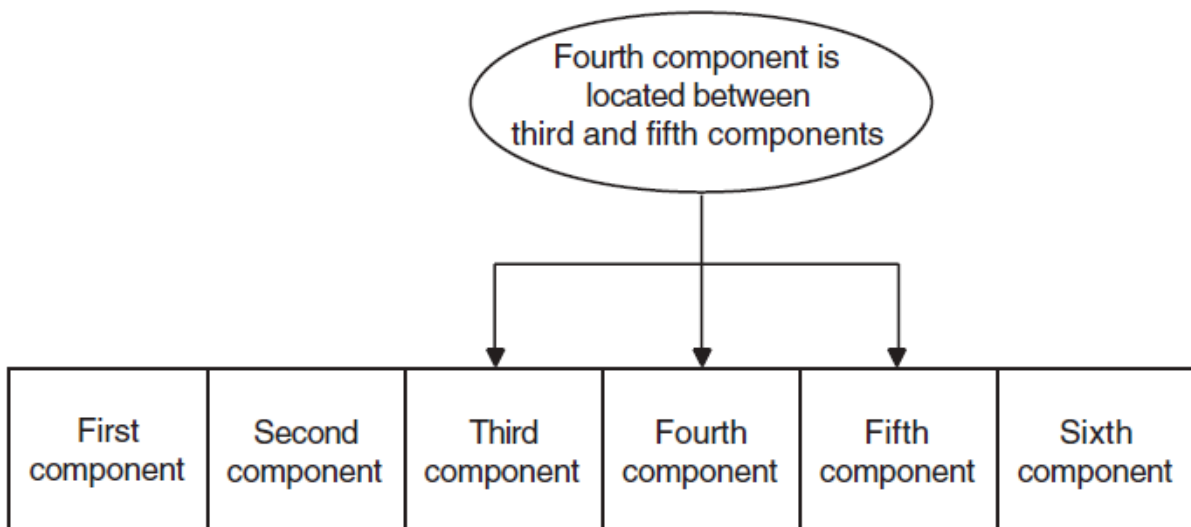 Fourth component is
located between
third and fifth components
First
component
Second
component
Third
component
Fourth
component
Fifth
component
Sixth
component